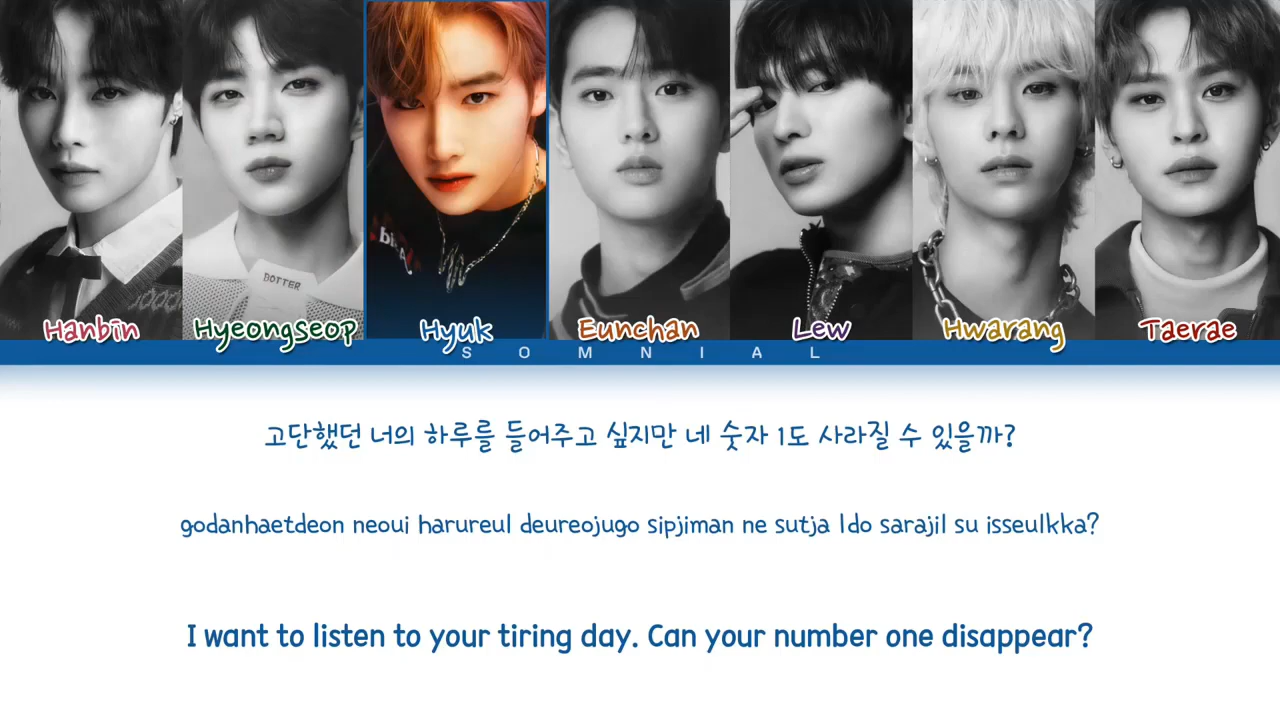 BOTTER
Hanbin Hyeongseop Hyuk Eunchan Lew Hwarang Taerae
SOMNIAL
고단했던 너의 하루를 들어주고 싶지만 네 숫자 1도 사라질 수 있을까?
godanhaetdeon neoui harureul deureojugo sipjiman ne sutja 1do sarajil su isseulkka?
I want to listen to your tiring day. Can your number one disappear?